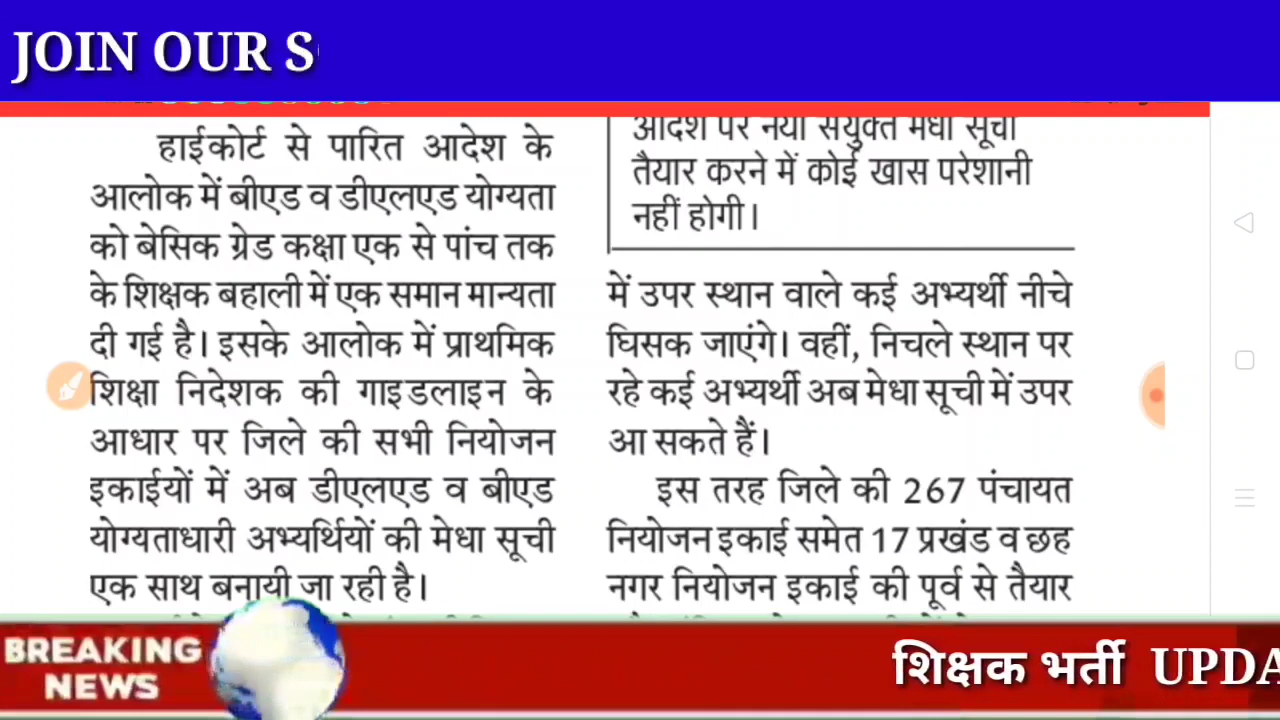 JOIN OUR S
हाईकोर्ट से पारित आदेश के
आलोक में बीएड व डीएलएड योग्यता
को बेसिक ग्रेड कक्षा एक से पांच तक
के शिक्षक बहाली में एक समान मान्यता
दी गई है। इसके आलोक में प्राथमिक
शिक्षा निदेशक की गाइडलाइन के
आधार पर जिले की सभी नियोजन
इकाईयों में अब डीएलएड व बीएड
योग्यताधारी अभ्यर्थियों की मेधा सूची
एक साथ बनायी जा रही है।
आदेश पर नया संयुक्त मेधा सूची
तैयार करने में कोई खास परेशानी
नहीं होगी।
में उपर स्थान वाले कई अभ्यर्थी नीचे
घिसक जाएंगे। वहीं, निचले स्थान पर
रहे कई अभ्यर्थी अब मेधा सूची में उपर
आ सकते हैं।
इस तरह जिले की 267 पंचायत
नियोजन इकाई समेत 17 प्रखंड व छह
नगर नियोजन इकाई की पूर्व से तैयार
BREAKING
NEWS
शिक्षक भर्ती UPDA